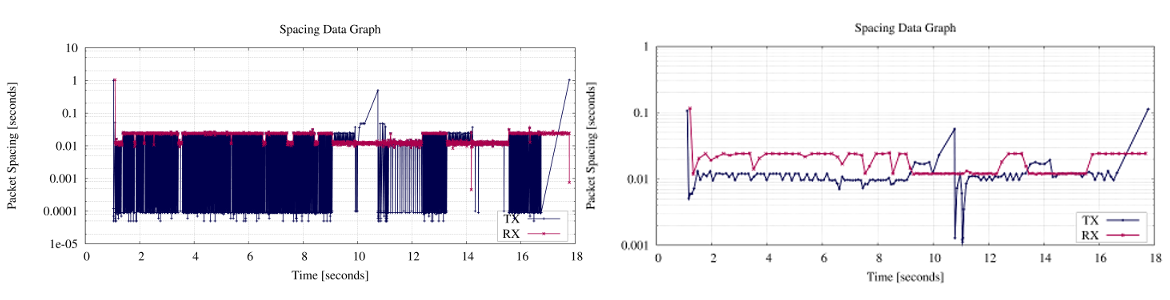 Spacing Data Graph
Packet Spacing [seconds]
10
1
0.1
0.01
0.001
0.0001
1e-05
TX
RX
0 2 4 6 8 10 12 14 16 18
Time [seconds]
Spacing Data Graph
Packet Spacing [seconds]
1
0.1
0.01
0.001
TX
RX
0 2 4 6 8 10 12 14 16 18
Time [seconds]